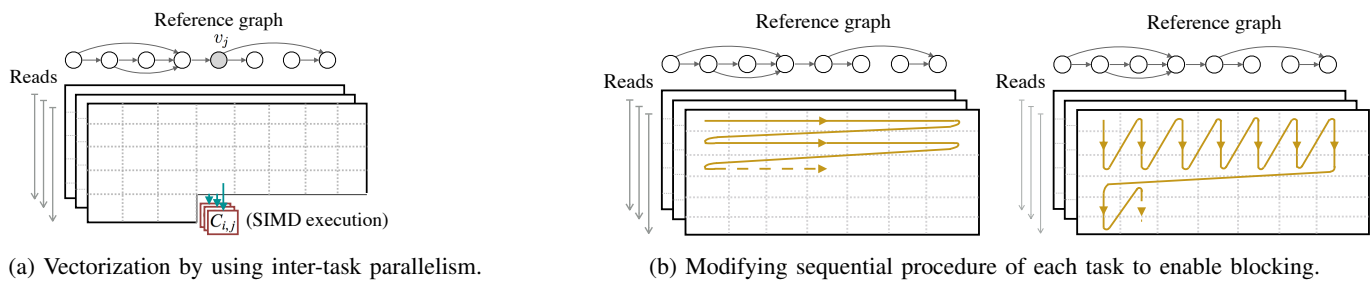 Reference graph
v_j
Reads
C_{i,j} (SIMD execution)
(a) Vectorization by using inter-task parallelism.
Reference graph
Reads
Reference graph
Reads
(b) Modifying sequential procedure of each task to enable blocking.